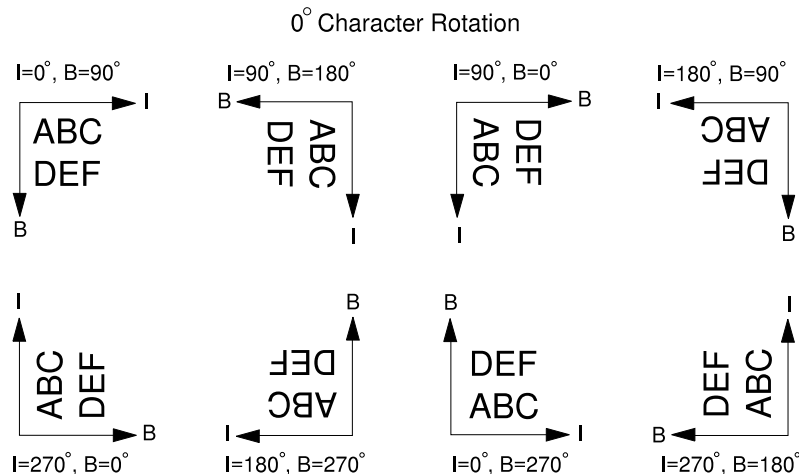 0° Character Rotation
I=0°, B=90°
I=90°, B=180°
I=90°, B=0°
I=180°, B=90°
I
B
B
I
ABC
DEF
ABC
DEF
ABC
DEF
ABC
DEF
B
I
I
B
I
B
B
I
ABC
DEF
ABC
DEF
DEF
ABC
ABC
DEF
B
I
I
B
I=270°, B=0°
I=180°, B=270°
I=0°, B=270°
I=270°, B=180°